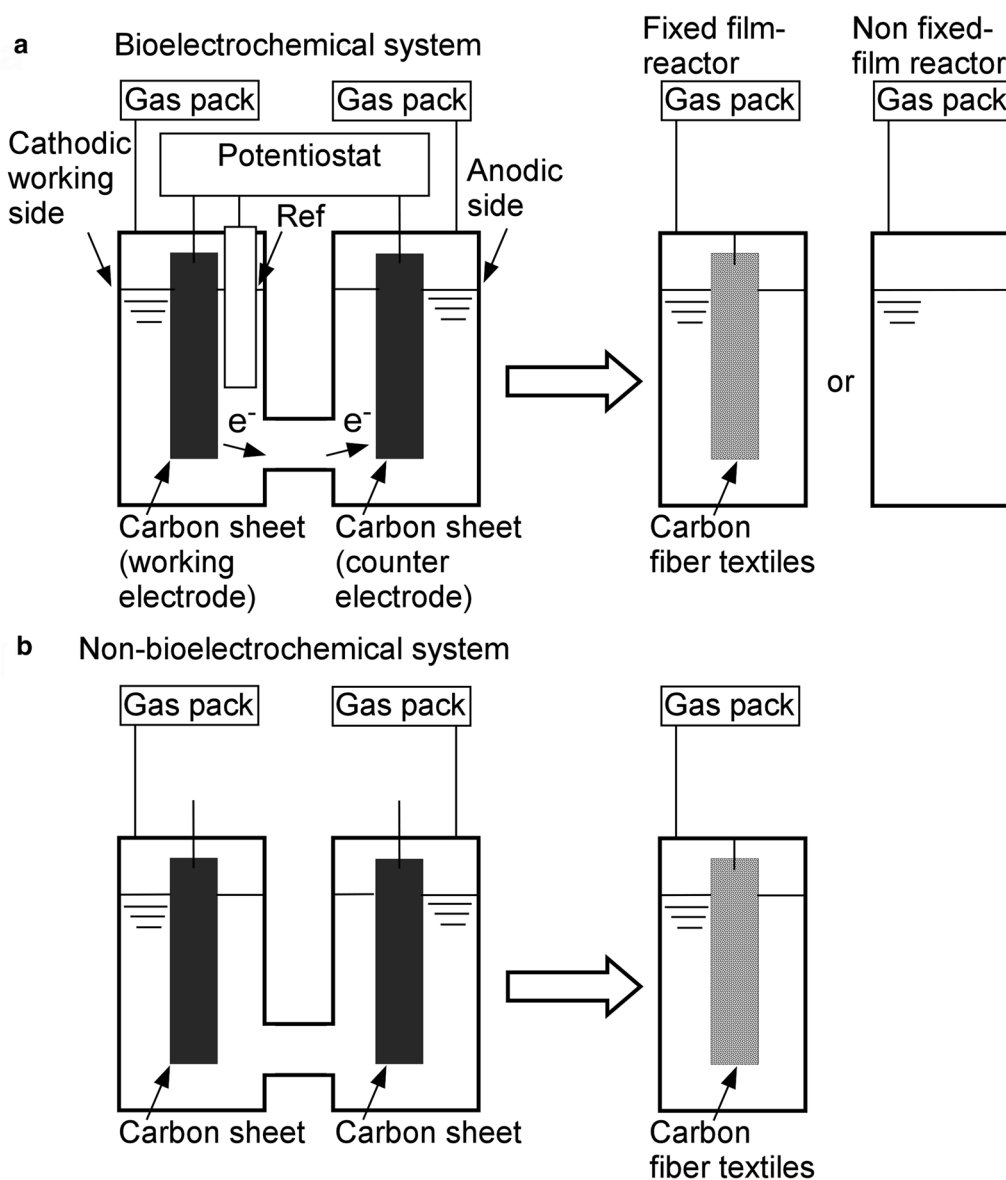 a
Bioelectrochemical system
Fixed film-
reactor
Non fixed-
film reactor
Gas pack
Gas pack
Gas pack
Gas pack
Cathodic
working
side
Potentiostat
Ref
Anodic
side
e-
e-
or
Carbon sheet
(working
electrode)
Carbon sheet
(counter
electrode)
Carbon
fiber textiles
b
Non-bioelectrochemical system
Gas pack
Gas pack
Gas pack
Carbon sheet
Carbon sheet
Carbon
fiber textiles